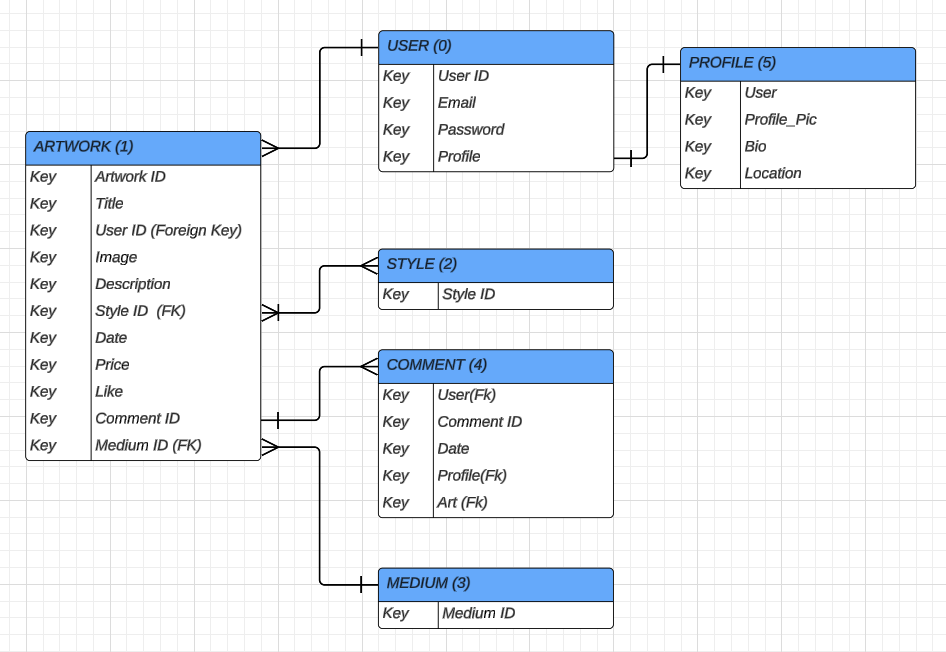 USER (0)
Key User ID
Key Email
Key Password
Key Profile
PROFILE (5)
Key User
Key Profile_Pic
Key Bio
Key Location
ARTWORK (1)
Key Artwork ID
Key Title
Key User ID (Foreign Key)
Key Image
Key Description
Key Style ID (FK)
Key Date
Key Price
Key Like
Key Comment ID
Key Medium ID (FK)
STYLE (2)
Key Style ID
COMMENT (4)
Key User(Fk)
Key Comment ID
Key Date
Key Profile(Fk)
Key Art (Fk)
MEDIUM (3)
Key Medium ID